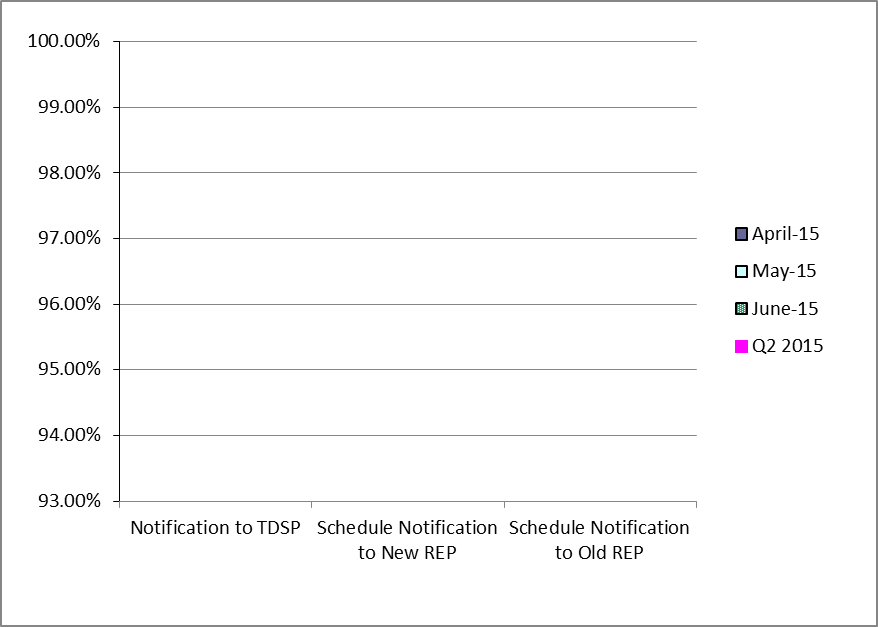 100.00%
99.00%
98.00%
97.00%
96.00%
95.00%
94.00%
93.00%
Notification to TDSP
Schedule Notification
to New REP
Schedule Notification
to Old REP
April-15
May-15
June-15
Q2 2015